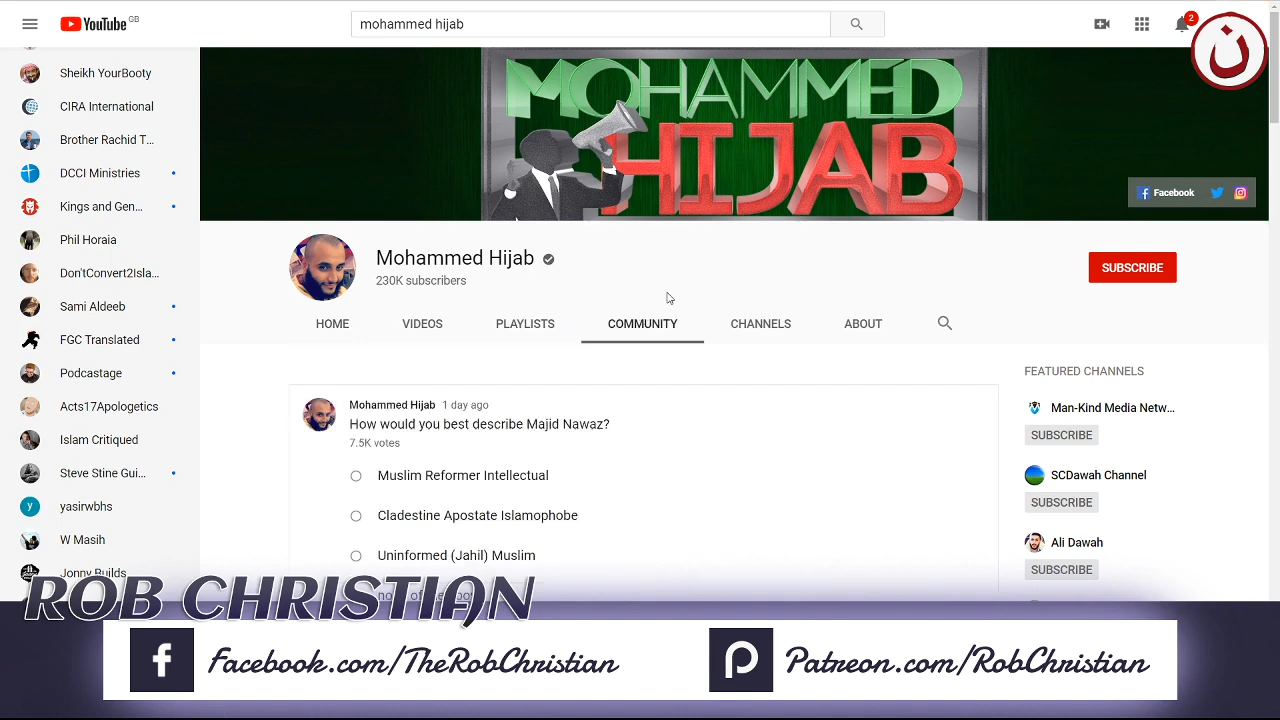 YouTube GB
mohammed hijab
2
ن
Sheikh YourBooty
CIRA International
Brother Rachid T...
DCCI Ministries
Kings and Gen...
Phil Horaia
Don'tConvert2Isla...
Sami Aldeeb
FGC Translated
Podcastage
Acts17Apologetics
Islam Critiqued
Steve Stine Gui...
y yasirwbhs
W Masih
Jonny Builds
MOHAMMED
HIJAB
Facebook
Mohammed Hijab
230K subscribers
SUBSCRIBE
HOME VIDEOS PLAYLISTS COMMUNITY CHANNELS ABOUT
Mohammed Hijab 1 day ago
How would you best describe Majid Nawaz?
7.5K votes
Muslim Reformer Intellectual
Cladestine Apostate Islamophobe
Uninformed (Jahil) Muslim
FEATURED CHANNELS
Man-Kind Media Netw...
SUBSCRIBE
SCDawah Channel
SUBSCRIBE
Ali Dawah
SUBSCRIBE
ROB CHRISTIAN
f Facebook.com/TheRobChristian
Patreon.com/RobChristian